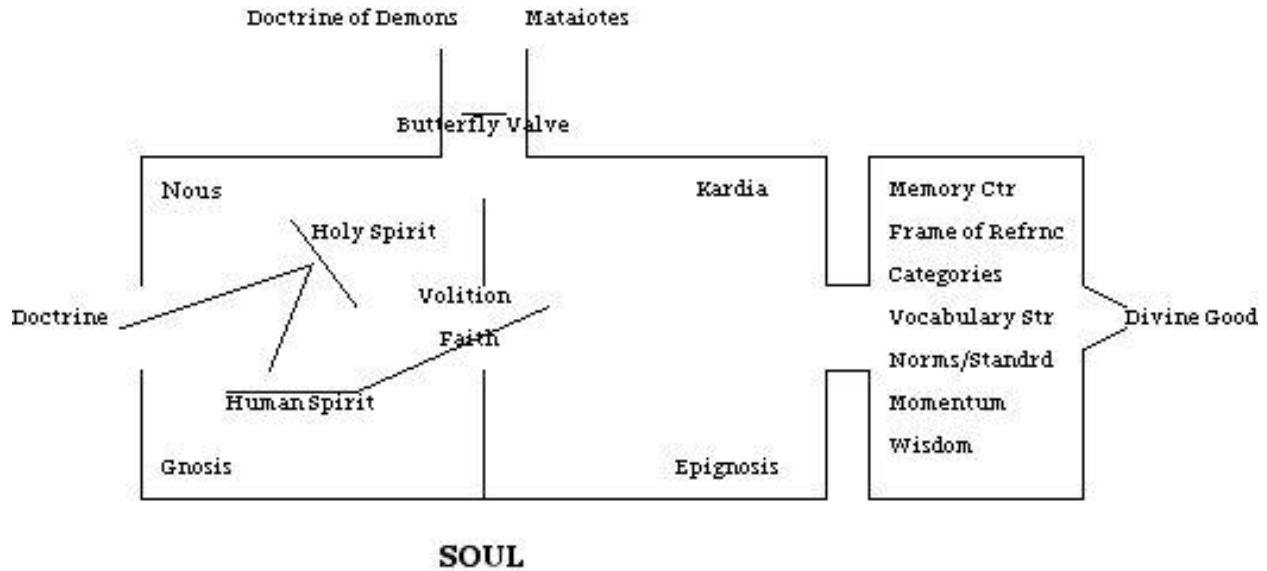 Doctrine of Demons
Mataiotes
Butterfly Valve
Nous
Kardia
Memory Ctr
Holy Spirit
Frame of Refrnc
Categories
Volition
Doctrine
Vocabulary Str
Divine Good
Faith
Norms/Standrd
Human Spirit
Momentum
Wisdom
Gnosis
Epignosis
SOUL